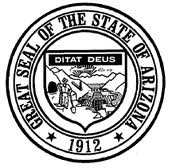 GREAT SEAL OF THE STATE OF ARIZONA
DITAT DEUS
1912